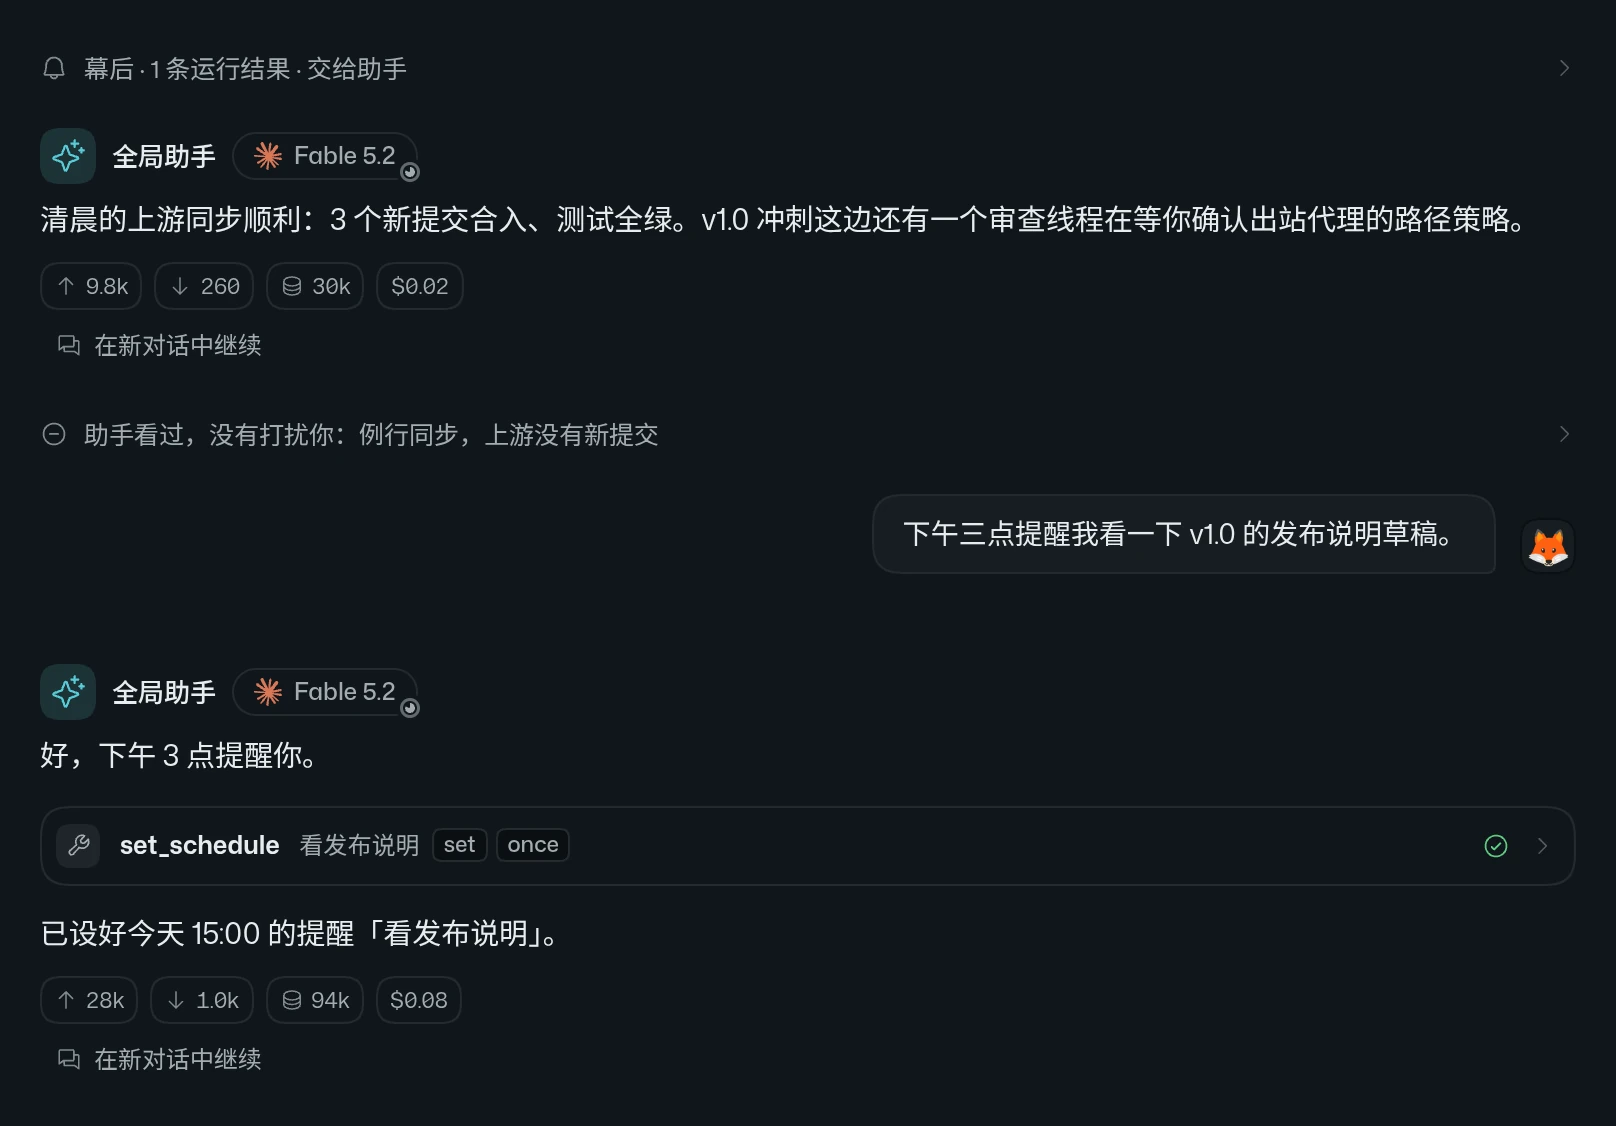 幕后 · 1 条运行结果 · 交给助手
全局助手 Fable 5.2
清晨的上游同步顺利：3 个新提交合入、测试全绿。v1.0 冲刺这边还有一个审查线程在等你确认出站代理的路径策略。
↑ 9.8k ↓ 260 30k $0.02
在新对话中继续
助手看过，没有打扰你：例行同步，上游没有新提交
下午三点提醒我看一下 v1.0 的发布说明草稿。
全局助手 Fable 5.2
好，下午 3 点提醒你。
set_schedule 看发布说明 set once
已设好今天 15:00 的提醒「看发布说明」。
↑ 28k ↓ 1.0k 94k $0.08
在新对话中继续